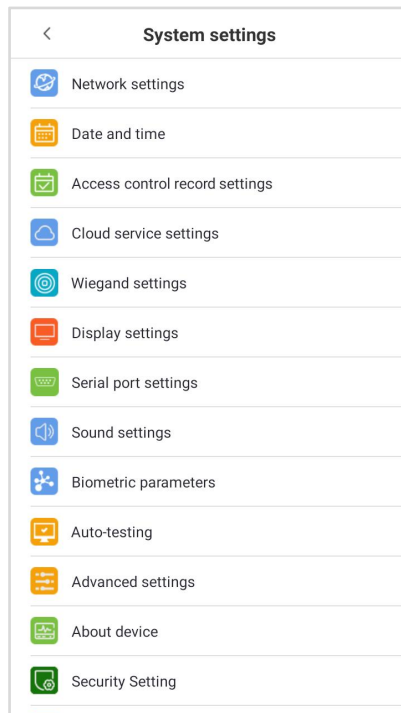 System settings
Network settings
Date and time
Access control record settings
Cloud service settings
Wiegand settings
Display settings
Serial port settings
Sound settings
Biometric parameters
Auto-testing
Advanced settings
About device
Security Setting